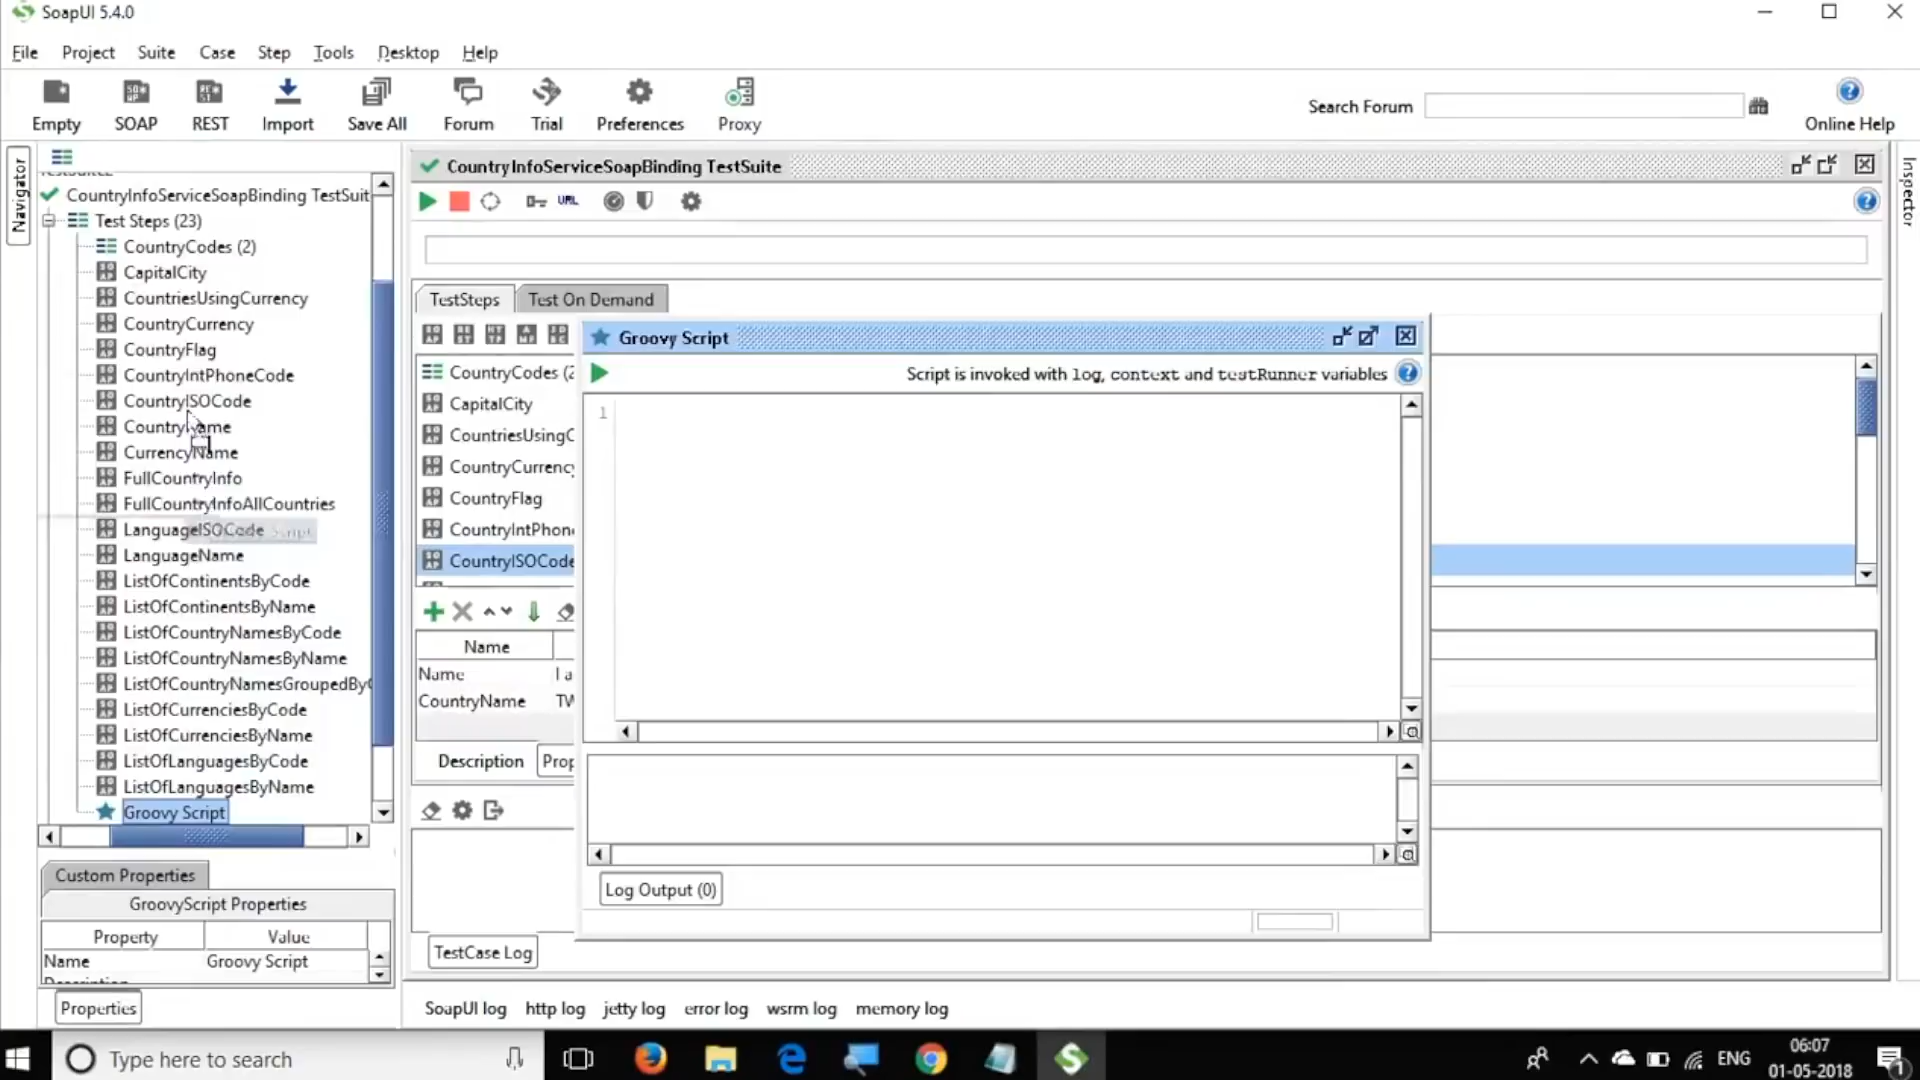 SoapUI 5.4.0
File Project Suite Case Step Tools Desktop Help
Empty SOAP REST Import Save All Forum Trial Preferences Proxy
Search Forum
Online Help
Navigator
CountryInfoServiceSoapBinding TestSuit
Test Steps (23)
CountryCodes (2)
CapitalCity
CountriesUsingCurrency
CountryCurrency
CountryFlag
CountryIntPhoneCode
CountryISOCode
CountryName
CurrencyName
FullCountryInfo
FullCountryInfoAllCountries
LanguageISOCode
LanguageName
ListOfContinentsByCode
ListOfContinentsByName
ListOfCountryNamesByCode
ListOfCountryNamesByName
ListOfCountryNamesGroupedBy
ListOfCurrenciesByCode
ListOfCurrenciesByName
ListOfLanguagesByCode
ListOfLanguagesByName
Groovy Script
Custom Properties
GroovyScript Properties
Property Value
Name Groovy Script
Properties
CountryInfoServiceSoapBinding TestSuite
URL
TestSteps Test On Demand
CountryCodes (2
CapitalCity
CountriesUsingC
CountryCurrency
CountryFlag
CountryIntPhone
CountryISOCode
Name
Name I a
CountryName TW
Description Prop
TestCase Log
Groovy Script
Script is invoked with log, context and testRunner variables
1
Log Output (0)
Inspector
SoapUI log http log jetty log error log wsrm log memory log
Type here to search
ENG
06:07
01-05-2018
1